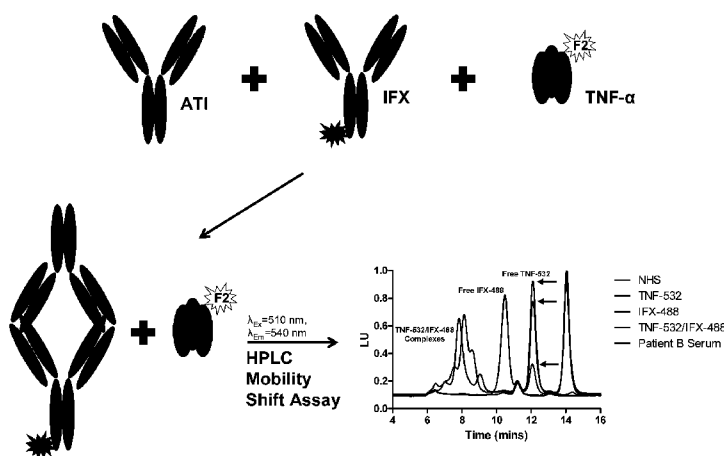 F2
ATI
IFX
TNF-α
F2
λEx=510 nm,
λEm=540 nm
HPLC
Mobility
Shift Assay
Free TNF-532
Free IFX-488
TNF-532/IFX-488
Complexes
LU
1.0
0.8
0.6
0.4
0.2
0.0
4 6 8 10 12 14 16
Time (mins)
NHS
TNF-532
IFX-488
TNF-532/IFX-488
Patient B Serum